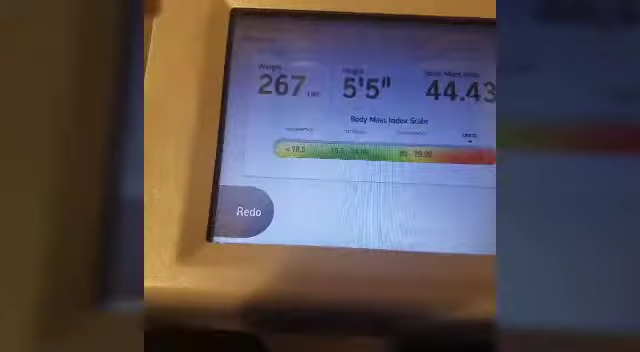 Weight Height Body Mass Index
267 LBS 5'5" 44.43
Body Mass Index Scale
< 18.5 18.5 - 24.99 25 - 29.99
Redo